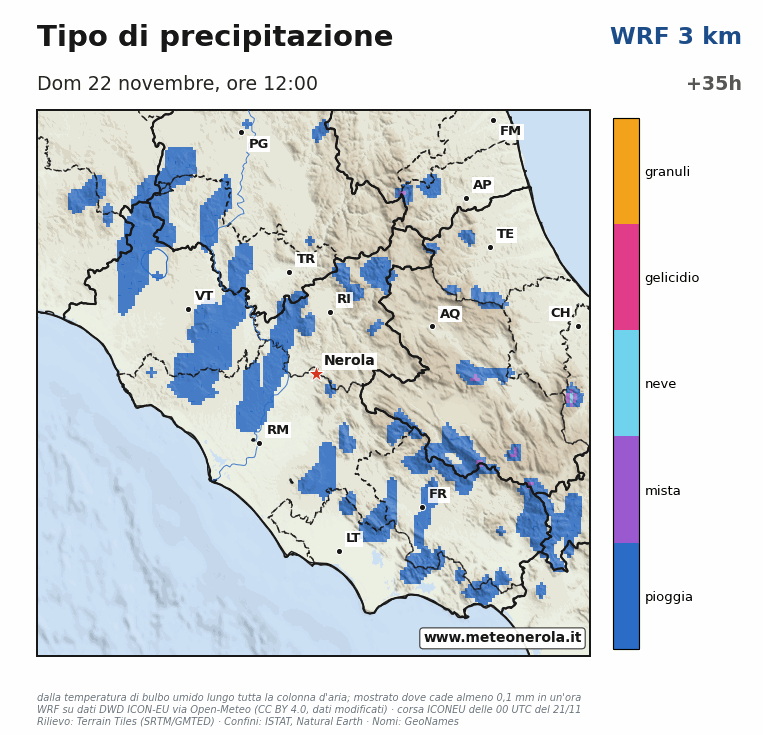 Tipo di precipitazione
WRF 3 km
Dom 22 novembre, ore 12:00
+35h
FM
PG
AP
TE
TR
RI
VT
AQ
CH
Nerola
RM
FR
LT
www.meteonerola.it
granuli
gelicidio
neve
mista
pioggia
dalla temperatura di bulbo umido lungo tutta la colonna d'aria; mostrato dove cade almeno 0,1 mm in un'ora
WRF su dati DWD ICON-EU via Open-Meteo (CC BY 4.0, dati modificati) · corsa ICONEU delle 00 UTC del 21/11
Rilievo: Terrain Tiles (SRTM/GMTED) · Confini: ISTAT, Natural Earth · Nomi: GeoNames